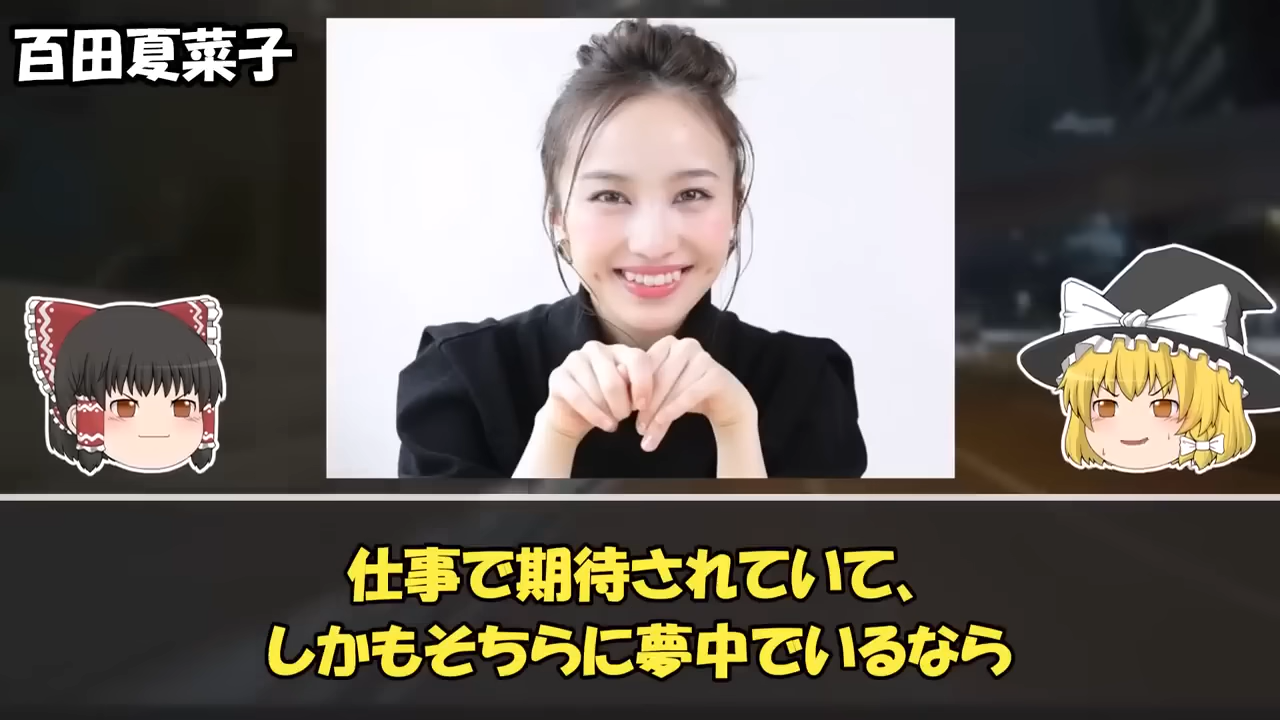 百田夏菜子
仕事で期待されていて、
しかもそちらに夢中でいるなら